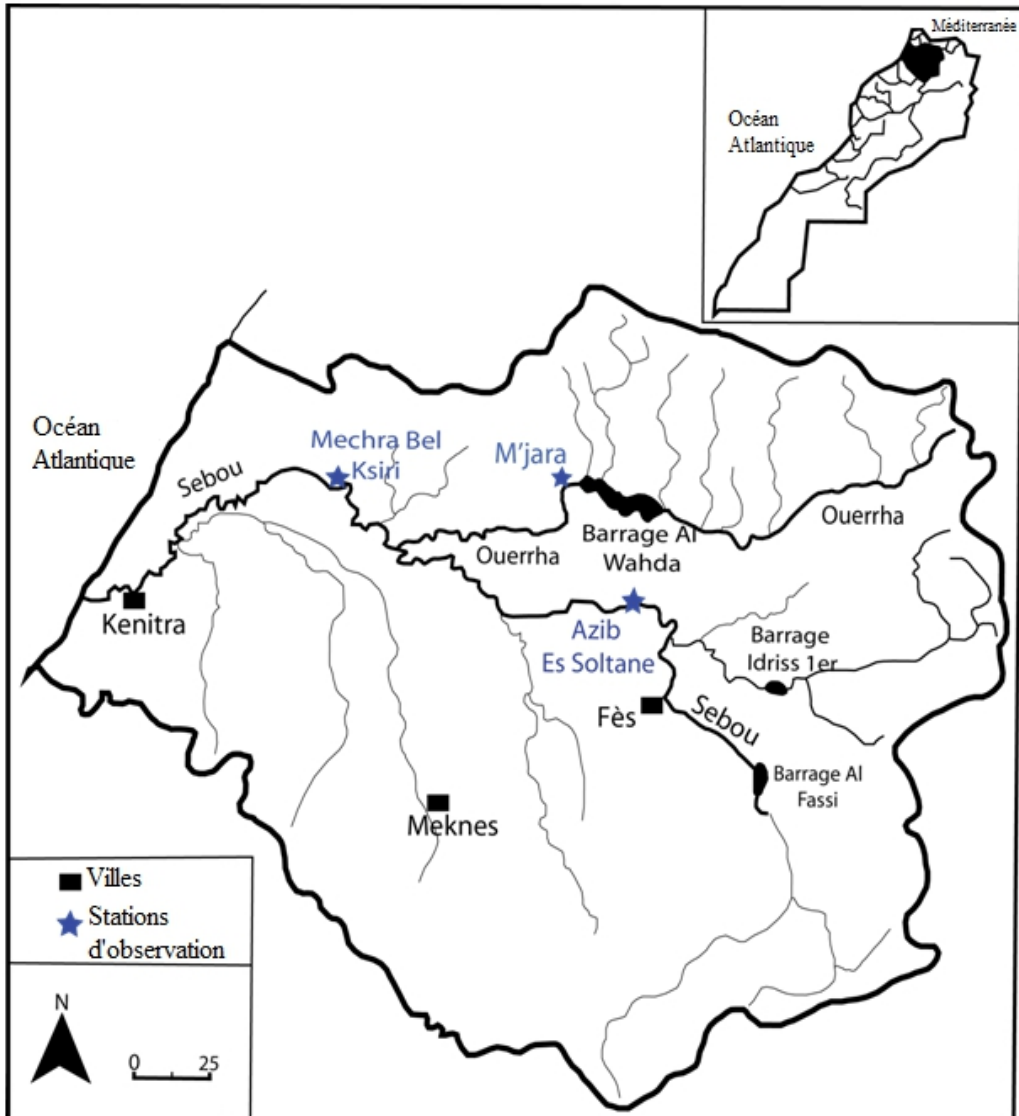 Méditerranée
Océan
Atlantique
Océan
Atlantique
Sebou
Mechra Bel
Ksiri
M'jara
Ouerrha
Barrage Al
Wahda
Ouerrha
Kenitra
Azib
Es Soltane
Barrage
Idriss 1er
Fès
Sebou
Barrage Al
Fassi
Meknes
Villes
Stations
d'observation
N
0 25